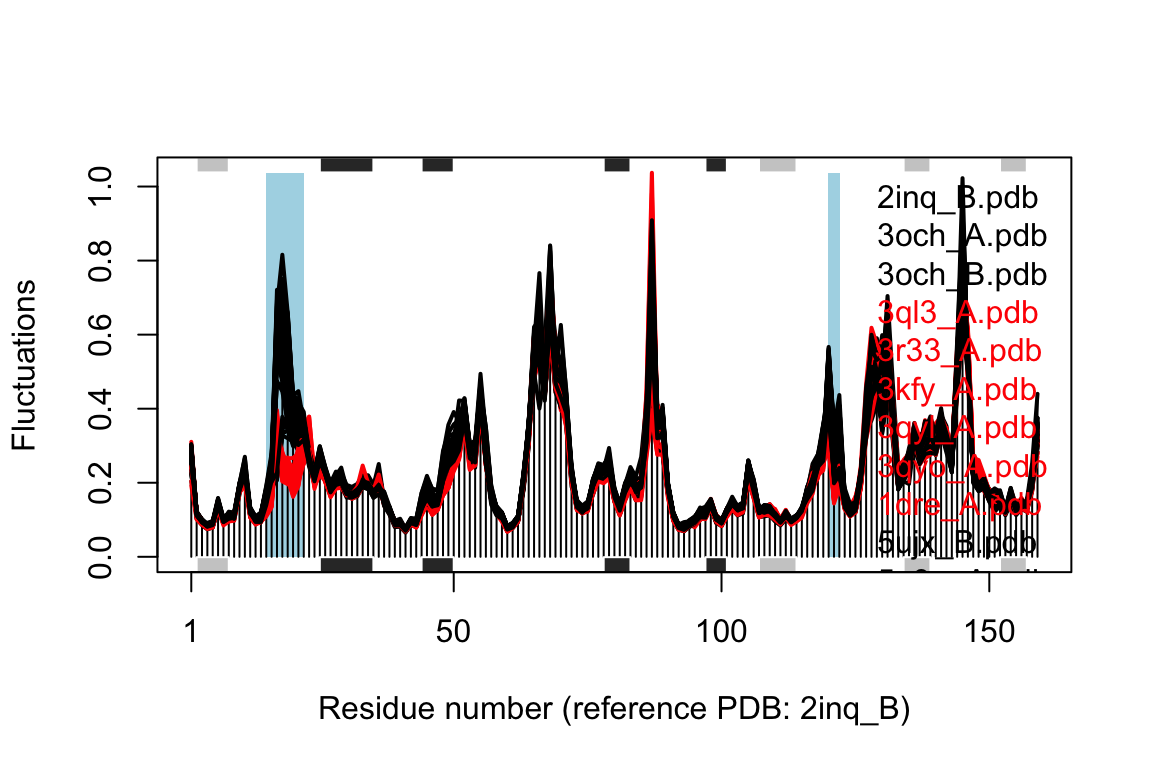 1.0
0.8
0.6
0.4
0.2
0.0
Fluctuations
2inq_B.pdb
3och_A.pdb
3och_B.pdb
3ql3_A.pdb
3r33_A.pdb
3kfy_A.pdb
3qyl_A.pdb
3qyo_A.pdb
1dre_A.pdb
5ujx_B.pdb
1
50
100
150
Residue number (reference PDB: 2inq_B)